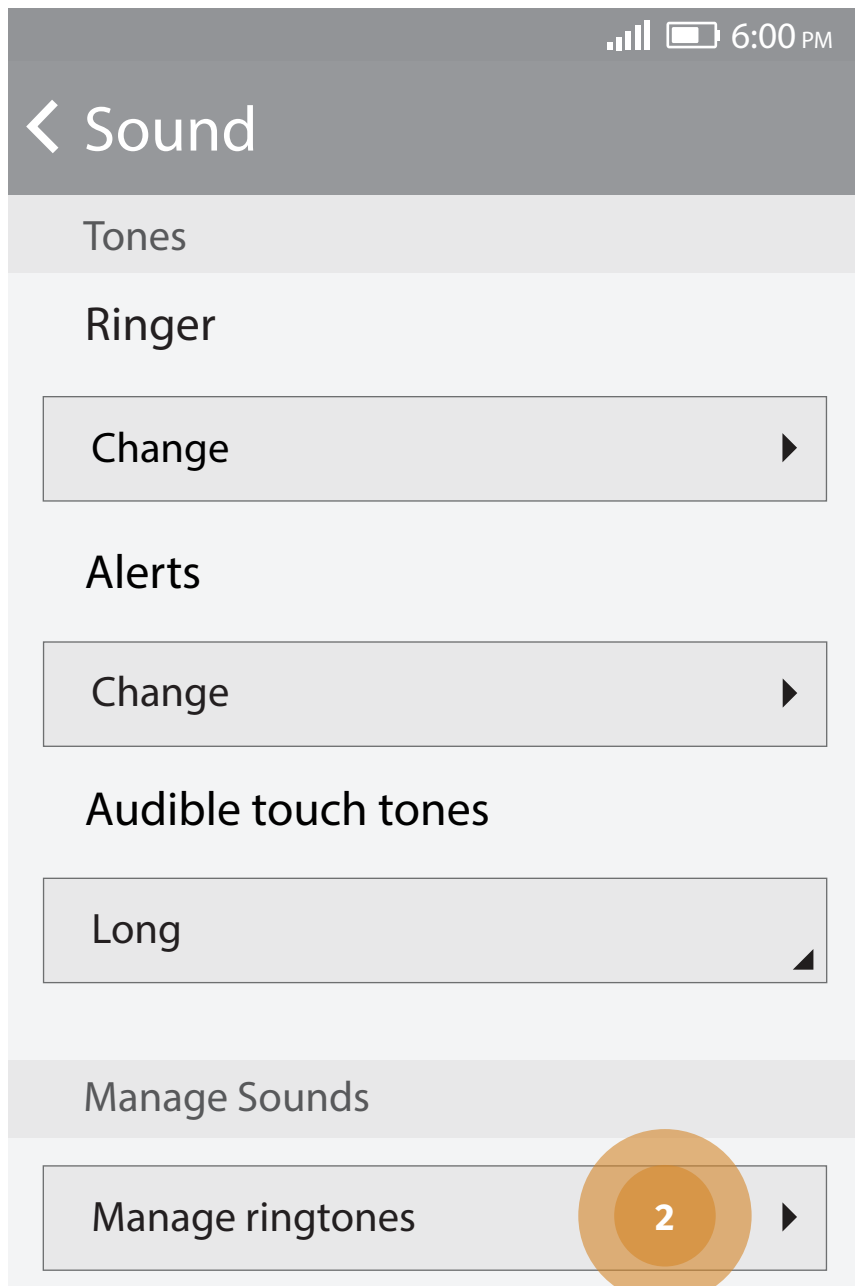 6:00 PM
Sound
Tones
Ringer
Change
Alerts
Change
Audible touch tones
Long
Manage Sounds
Manage ringtones
2